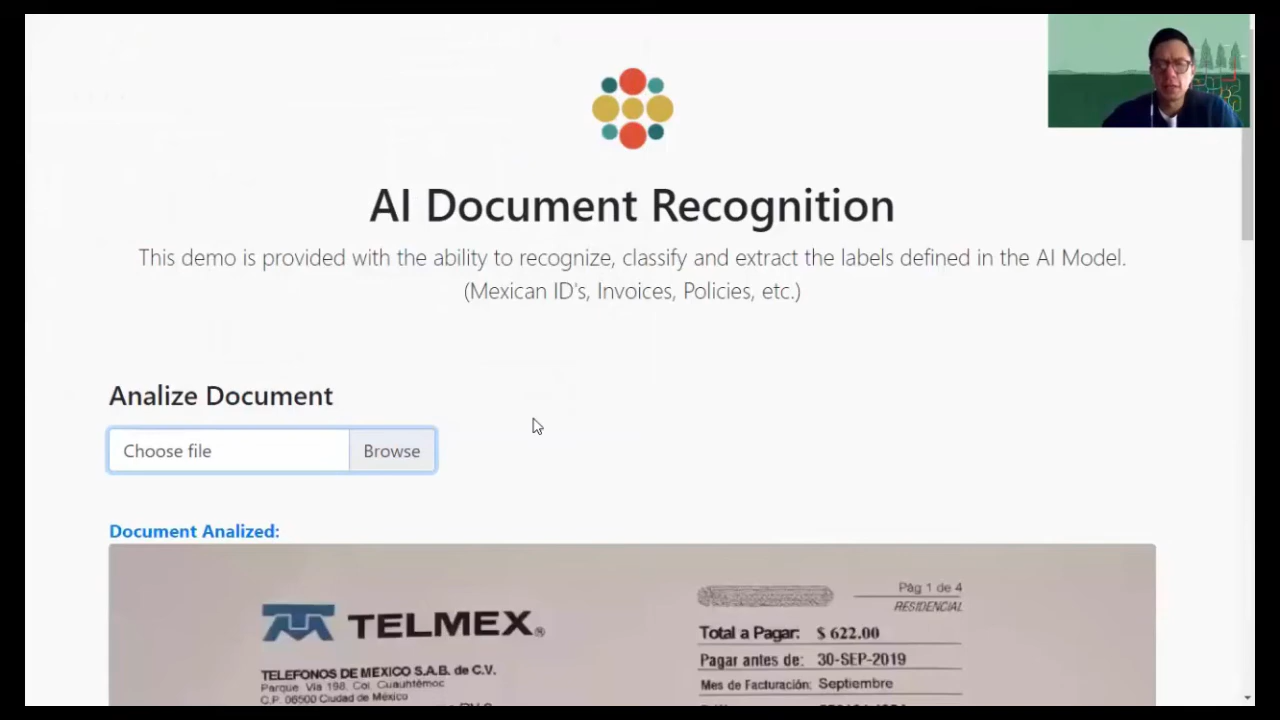 AI Document Recognition
This demo is provided with the ability to recognize, classify and extract the labels defined in the AI Model.
(Mexican ID's, Invoices, Policies, etc.)
Analize Document
Choose file
Browse
Document Analized:
TELMEX®
TELEFONOS DE MEXICO S.A.B. de C.V.
Parque Vía 198, Col. Cuauhtémoc
C.P. 06500 Ciudad de México
Pág 1 de 4
RESIDENCIAL
Total a Pagar: $ 622.00
Pagar antes de: 30-SEP-2019
Mes de Facturación: Septiembre